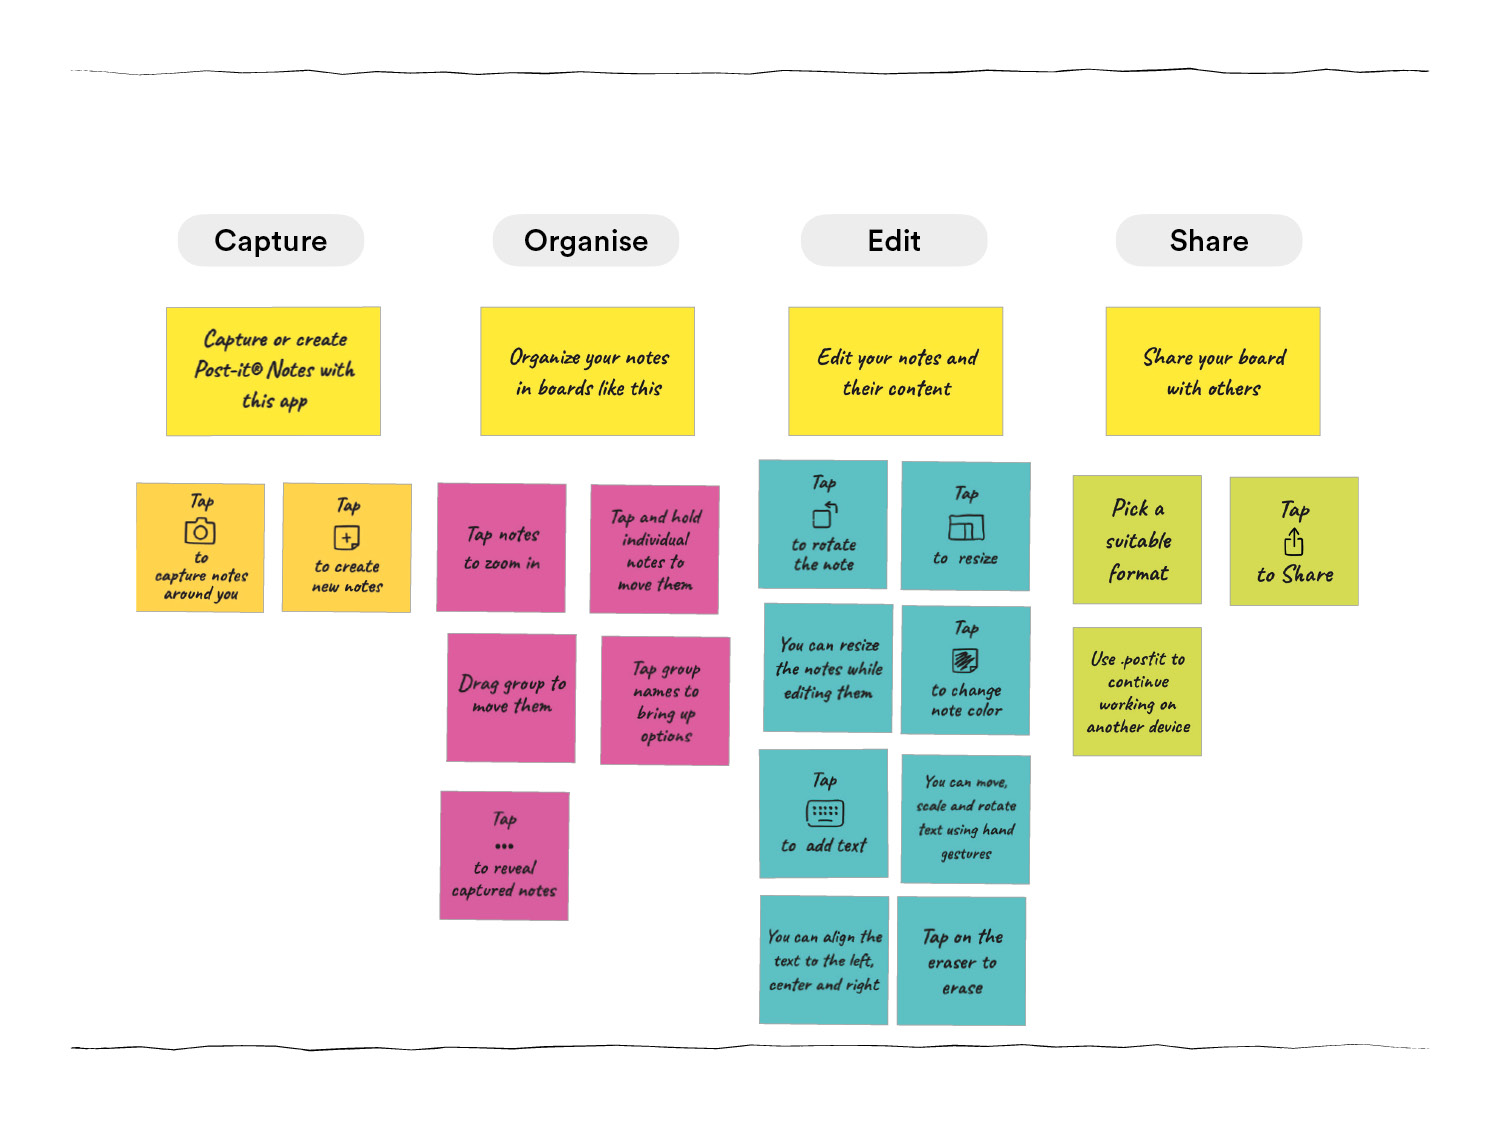 Capture
Organise
Edit
Share
Capture or create
Post-it® Notes with
this app
Organize your notes
in boards like this
Edit your notes and
their content
Share your board
with others
Tap
to
capture notes
around you
Tap
to create
new notes
Tap notes
to zoom in
Tap and hold
individual
notes to
move them
Drag group to
move them
Tap group
names to
bring up
options
Tap
•••
to reveal
captured notes
Tap
to rotate
the note
Tap
to resize
You can resize
the notes while
editing them
Tap
to change
note color
Tap
to add text
You can move,
scale and rotate
text using hand
gestures
You can align the
text to the left,
center and right
Tap on the
eraser to
erase
Pick a
suitable
format
Tap
to Share
Use .postit to
continue
working on
another device